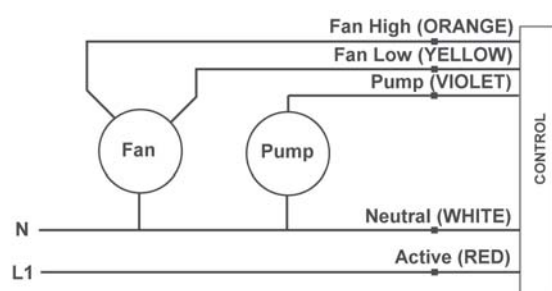 Fan High (ORANGE)
Fan Low (YELLOW)
Pump (VIOLET)
Fan
Pump
CONTROL
N
Neutral (WHITE)
L1
Active (RED)